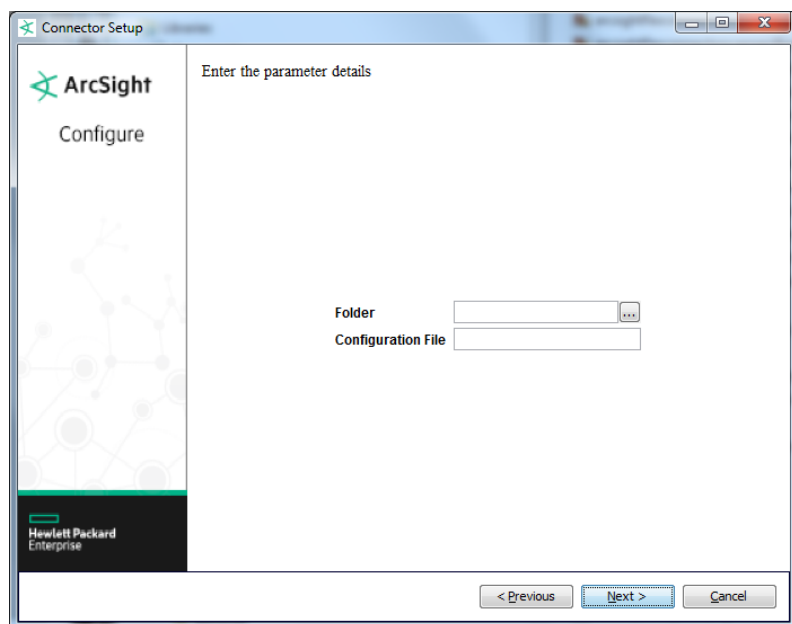 Connector Setup
ArcSight
Configure
Enter the parameter details
Folder
...
Configuration File
Hewlett Packard
Enterprise
< Previous
Next >
Cancel